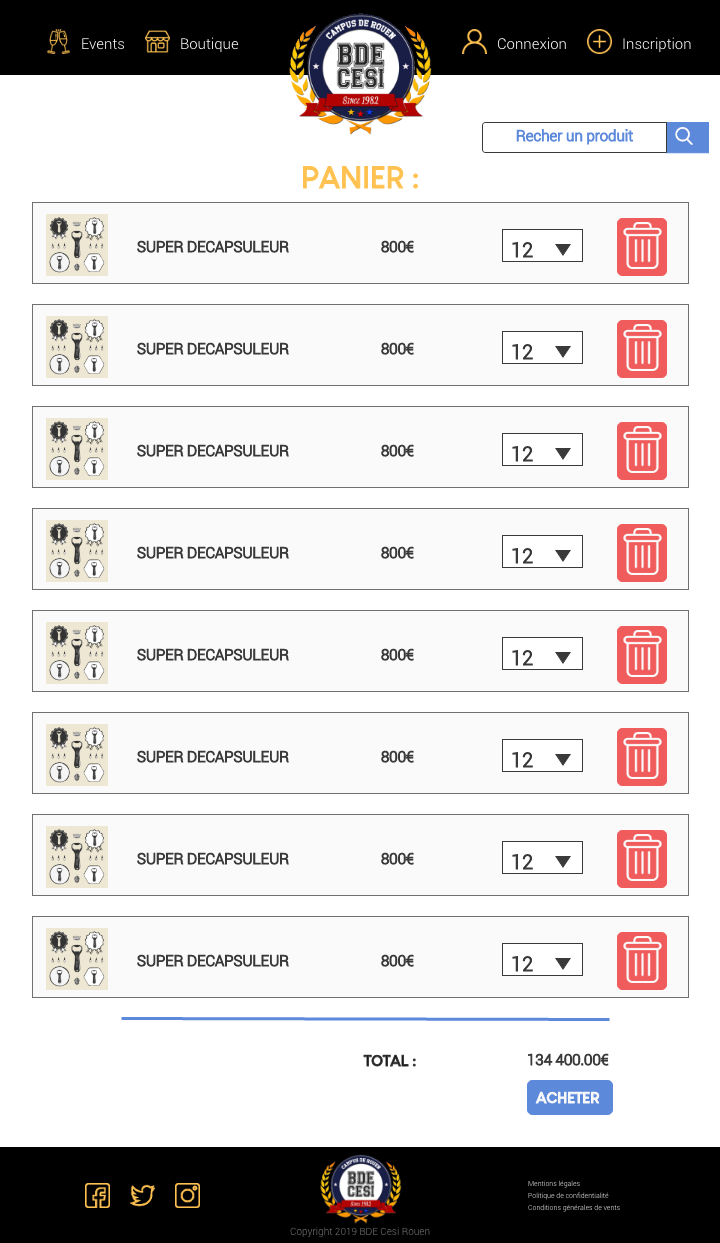 Events
Boutique
CAMPUS DE ROUEN
BDE
CESI
Since 1982
Connexion
Inscription
Recher un produit
PANIER :
SUPER DECAPSULEUR 800€ 12
SUPER DECAPSULEUR 800€ 12
SUPER DECAPSULEUR 800€ 12
SUPER DECAPSULEUR 800€ 12
SUPER DECAPSULEUR 800€ 12
SUPER DECAPSULEUR 800€ 12
SUPER DECAPSULEUR 800€ 12
SUPER DECAPSULEUR 800€ 12
TOTAL : 134 400.00€
ACHETER
CAMPUS DE ROUEN
BDE
CESI
Since 1982
Copyright 2019 BDE Cesi Rouen
Mentions légales
Politique de confidentialité
Conditions générales de vents